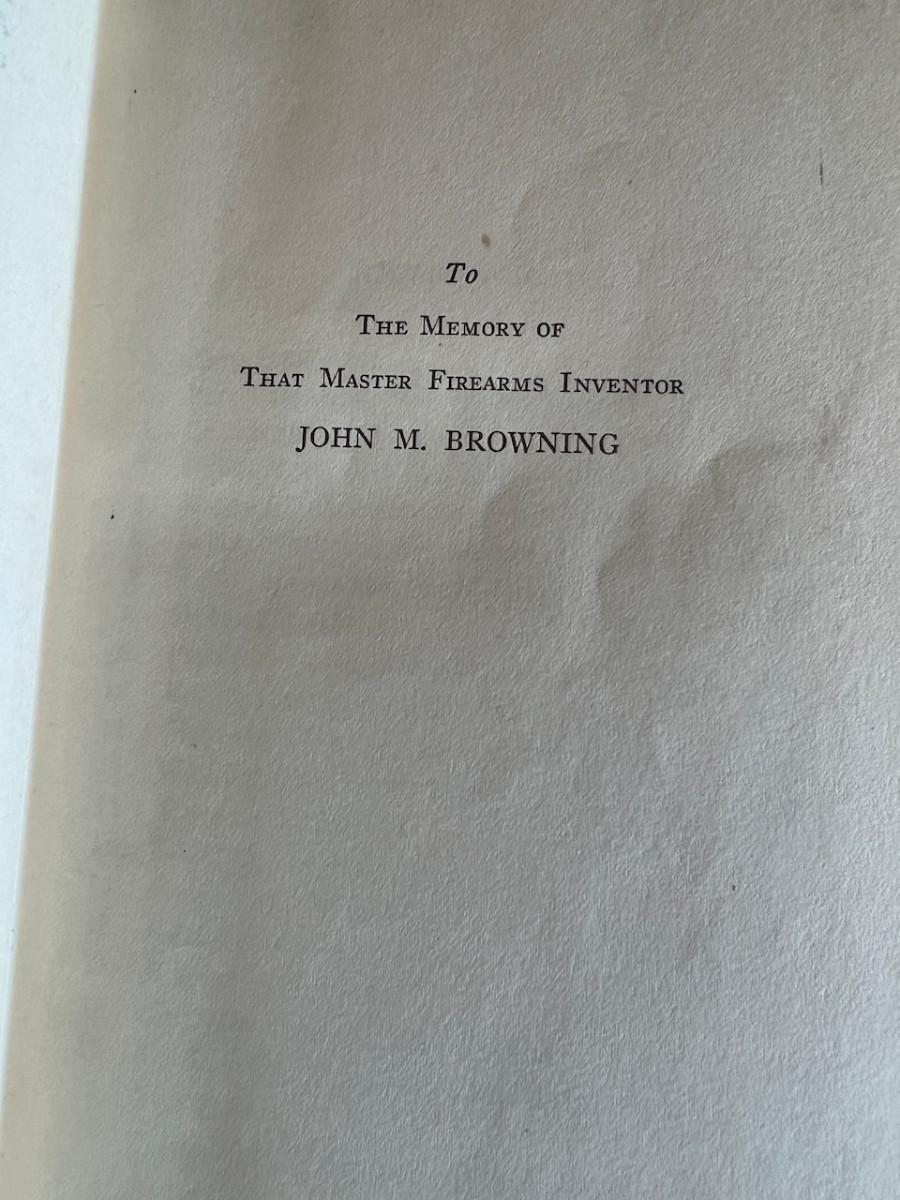 To
The Memory of
That Master Firearms Inventor
JOHN M. BROWNING